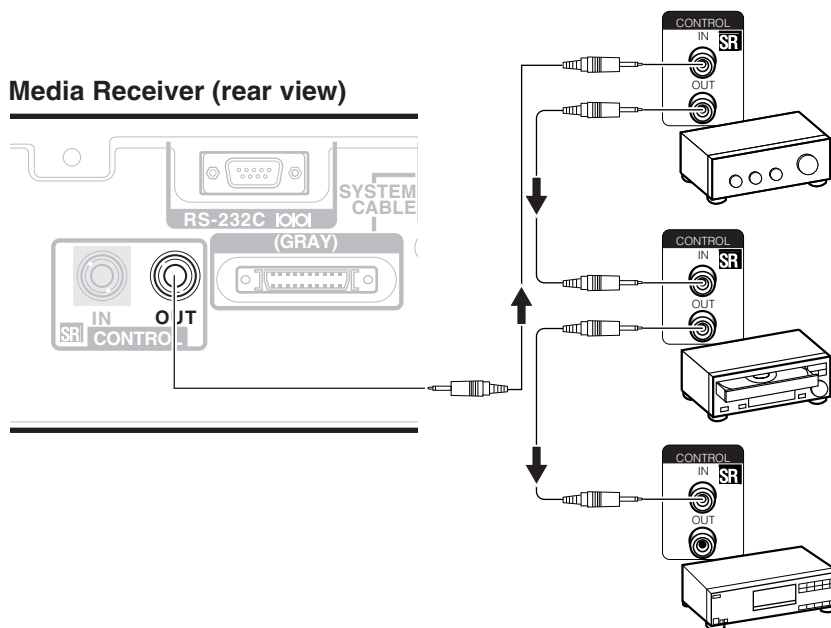 Media Receiver (rear view)
SYSTEM
CABLE
RS-232C IOIOI
(GRAY)
IN OUT
SR CONTROL
CONTROL
IN SR
OUT
CONTROL
IN SR
OUT
CONTROL
IN SR
OUT